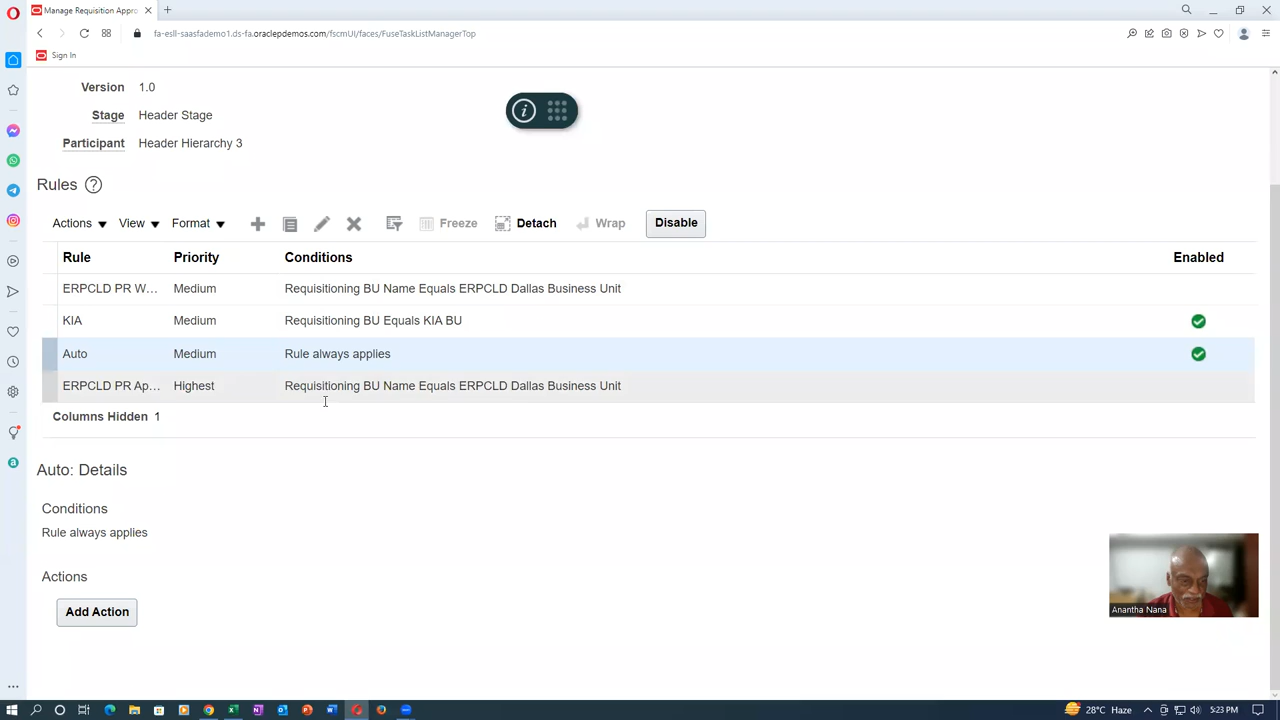 Manage Requisition Appro
fa-esll-saasfademo1.ds-fa.oraclepdemos.com/fscmUI/faces/FuseTaskListManagerTop
Sign In
Version 1.0
Stage Header Stage
Participant Header Hierarchy 3
Rules
Actions View Format Freeze Detach Wrap Disable
Rule Priority Conditions Enabled
ERPCLD PR W... Medium Requisitioning BU Name Equals ERPCLD Dallas Business Unit
KIA Medium Requisitioning BU Equals KIA BU
Auto Medium Rule always applies
ERPCLD PR Ap... Highest Requisitioning BU Name Equals ERPCLD Dallas Business Unit
Columns Hidden 1
Auto: Details
Conditions
Rule always applies
Actions
Add Action
Anantha Nana
28°C Haze 5:23 PM